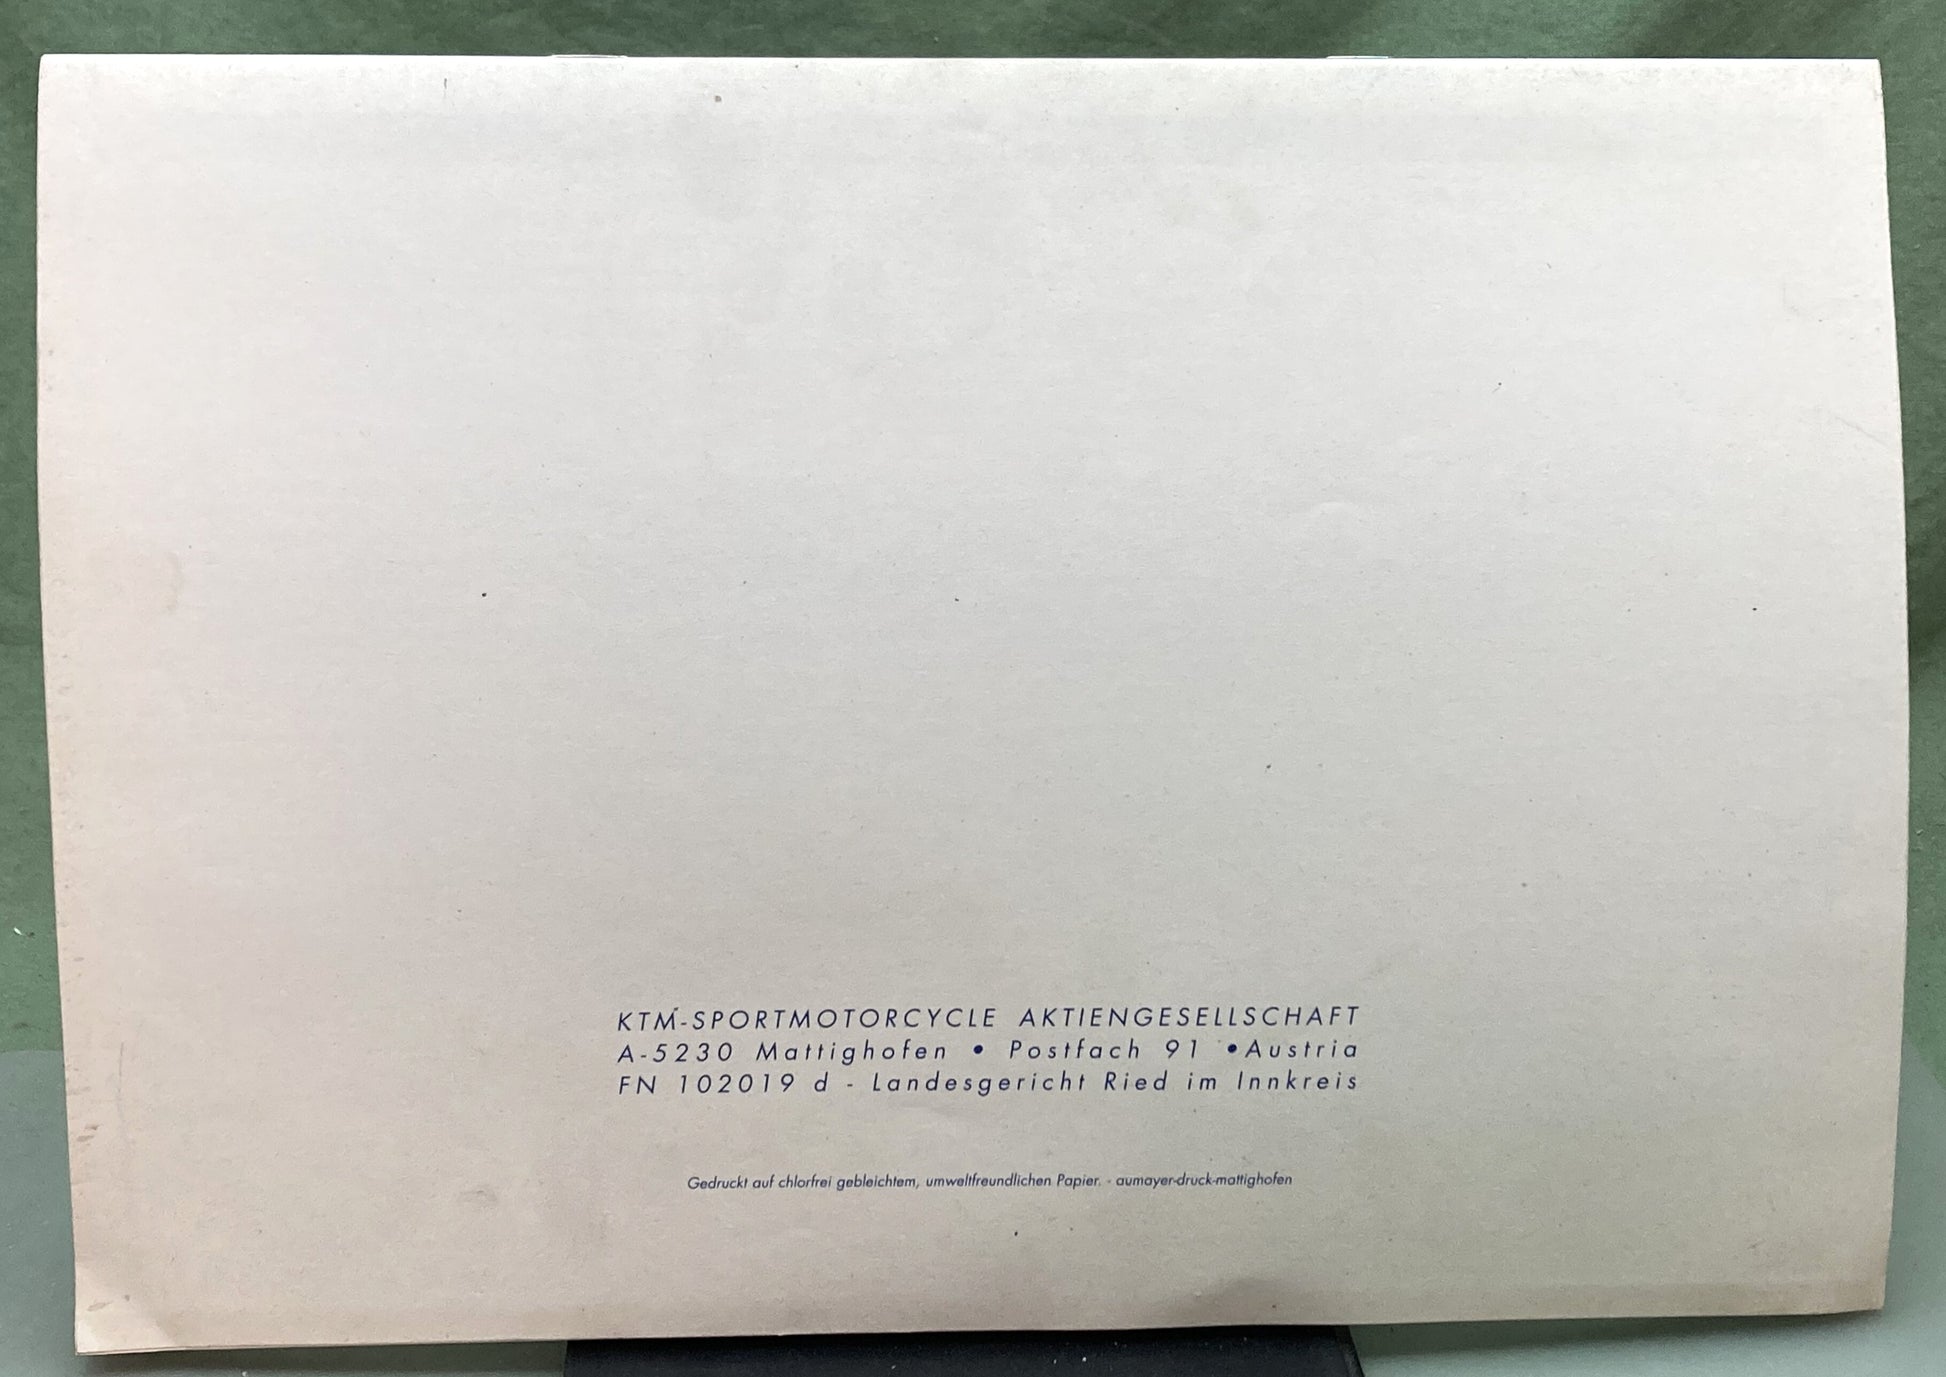 KTM-SPORTMOTORCYCLE AKTIENGESELLSCHAFT
A-5230 Mattighofen • Postfach 91 • Austria
FN 102019 d - Landesgericht Ried im Innkreis
Gedruckt auf chlorfrei gebleichtem, umweltfreundlichen Papier. - aumayer-druck-mattighofen